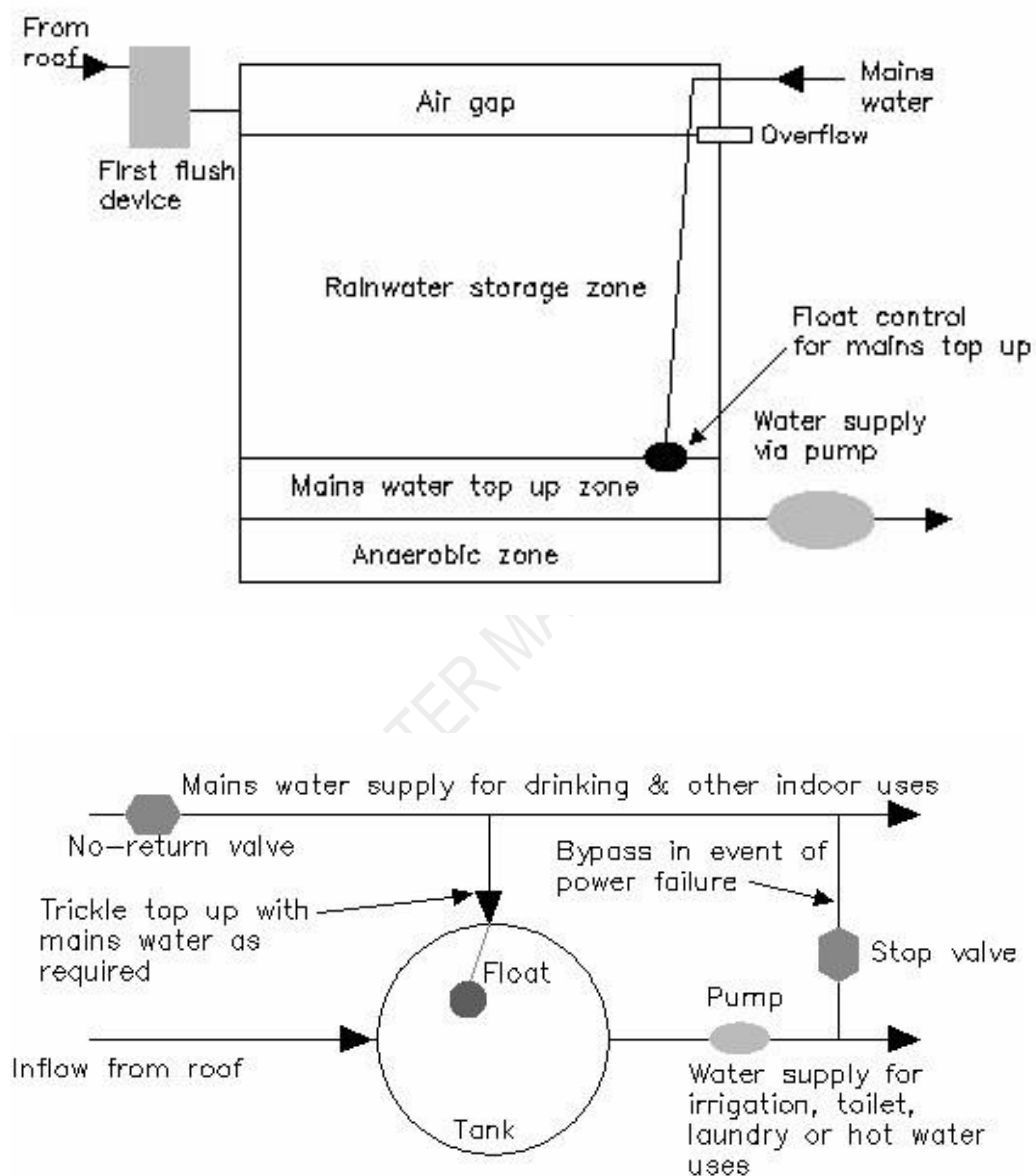 From
roof
Air gap
Mains
water
Overflow
First flush
device
Rainwater storage zone
Float control
for mains top up
Water supply
via pump
Mains water top up zone
Anaerobic zone
Mains water supply for drinking & other indoor uses
No-return valve
Bypass in event of
power failure
Trickle top up with
mains water as
required
Float
Stop valve
Pump
Inflow from roof
Water supply for
irrigation, toilet,
laundry or hot water
uses
Tank